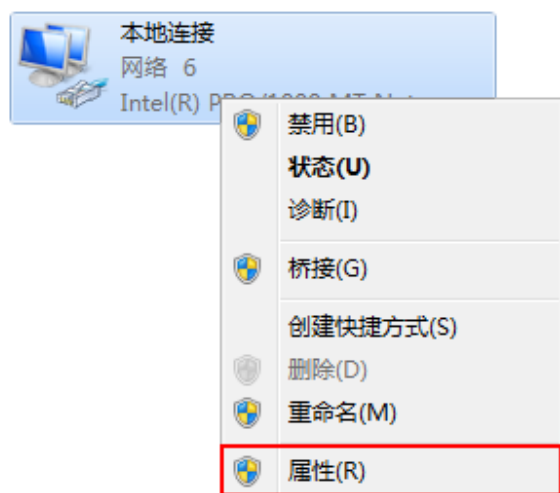 本地连接
网络 6
Intel(R)
禁用(B)
状态(U)
诊断(I)
桥接(G)
创建快捷方式(S)
删除(D)
重命名(M)
属性(R)